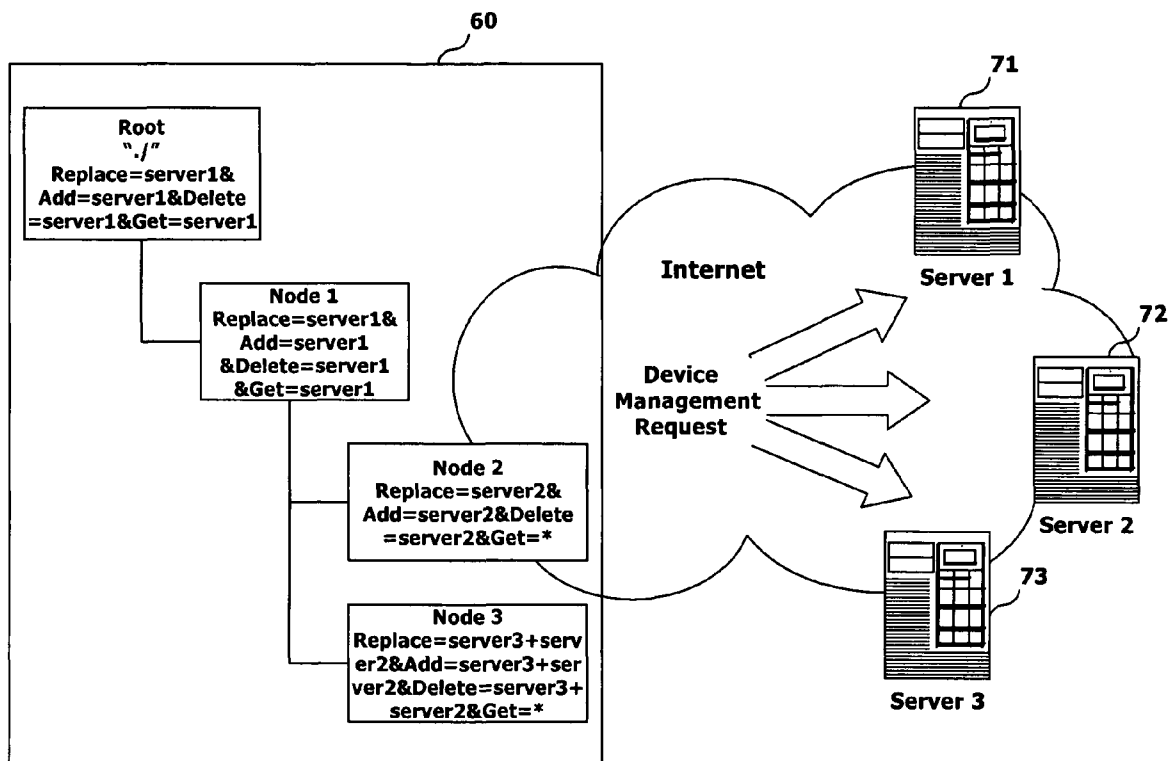 60
Root
"./"
Replace=server1&
Add=server1&Delete
=server1&Get=server1
Node 1
Replace=server1&
Add=server1
&Delete=server1
&Get=server1
Node 2
Replace=server2&
Add=server2&Delete
=server2&Get=*
Node 3
Replace=server3+serv
er2&Add=server3+ser
ver2&Delete=server3+
server2&Get=*
Internet
Device
Management
Request
71
Server 1
72
Server 2
73
Server 3